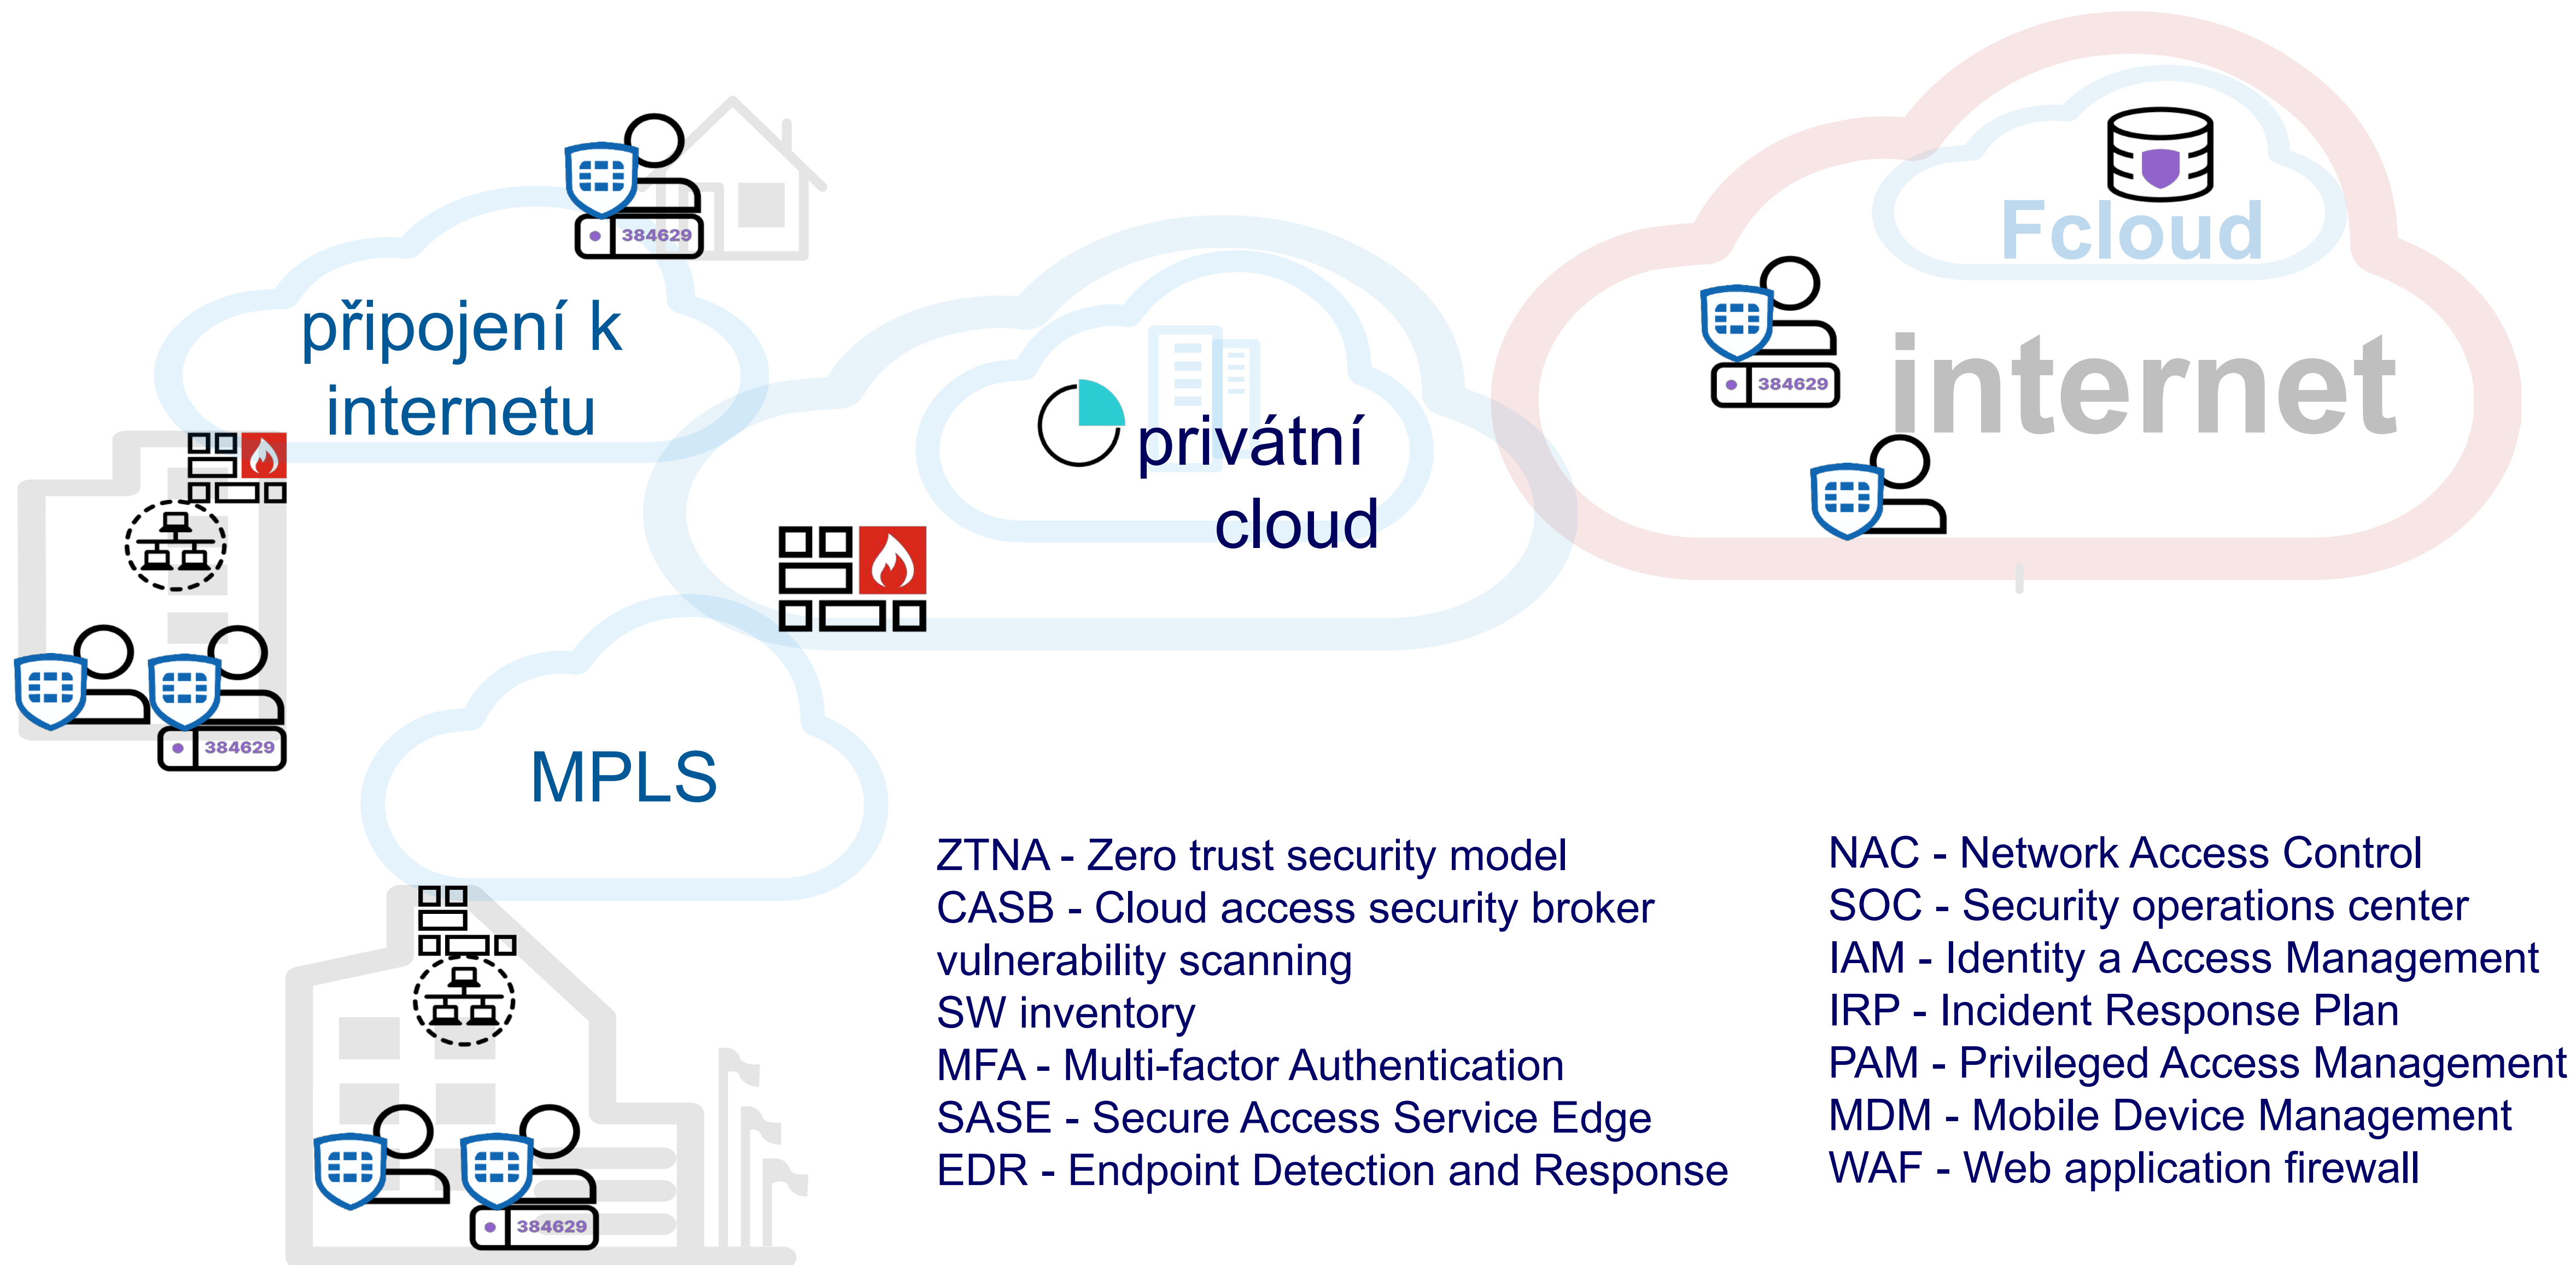 384629
Fcloud
připojení k
internetu
384629
internet
privátní
cloud
384629
MPLS
ZTNA - Zero trust security model
CASB - Cloud access security broker
vulnerability scanning
SW inventory
MFA - Multi-factor Authentication
SASE - Secure Access Service Edge
EDR - Endpoint Detection and Response
NAC - Network Access Control
SOC - Security operations center
IAM - Identity a Access Management
IRP - Incident Response Plan
PAM - Privileged Access Management
MDM - Mobile Device Management
WAF - Web application firewall
384629